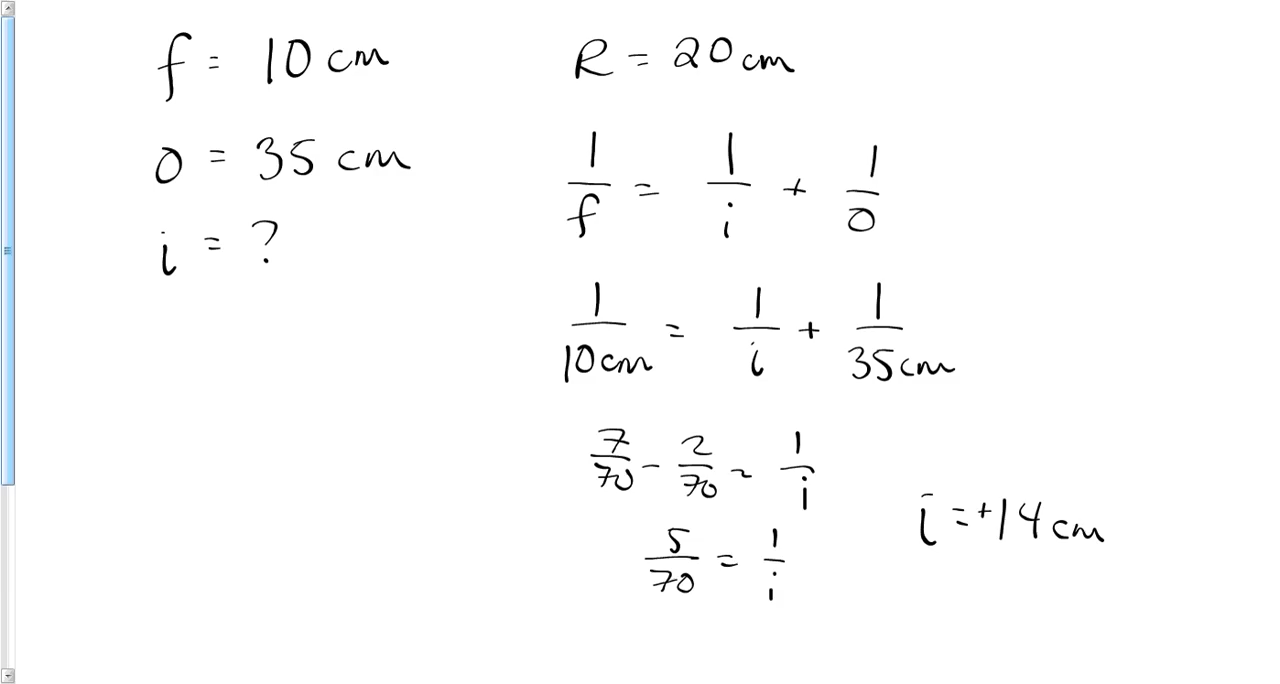 f = 10 cm
o = 35 cm
i = ?
R = 20 cm
1/f = 1/i + 1/o
1/10cm = 1/i + 1/35cm
7/70 - 2/70 = 1/i
5/70 = 1/i
i = +14 cm